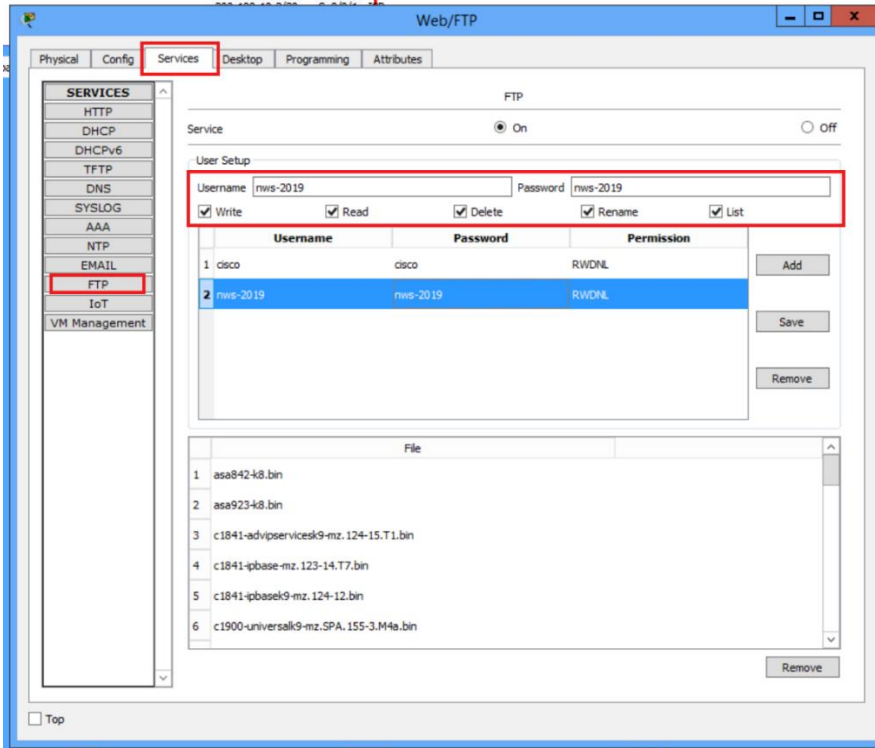 Web/FTP
Physical Config Services Desktop Programming Attributes
SERVICES
HTTP
DHCP
DHCPv6
TFTP
DNS
SYSLOG
AAA
NTP
EMAIL
FTP
IoT
VM Management
FTP
Service On Off
User Setup
Username nws-2019 Password nws-2019
Write Read Delete Rename List
Username Password Permission
1 cisco cisco RWDNL Add
2 nws-2019 nws-2019 RWDNL
Save
Remove
File
1 asa842-k8.bin
2 asa923-k8.bin
3 c1841-advipservicesk9-mz.124-15.T1.bin
4 c1841-ipbase-mz.123-14.T7.bin
5 c1841-ipbasek9-mz.124-12.bin
6 c1900-universalk9-mz.SPA.155-3.M4a.bin
Remove
Top